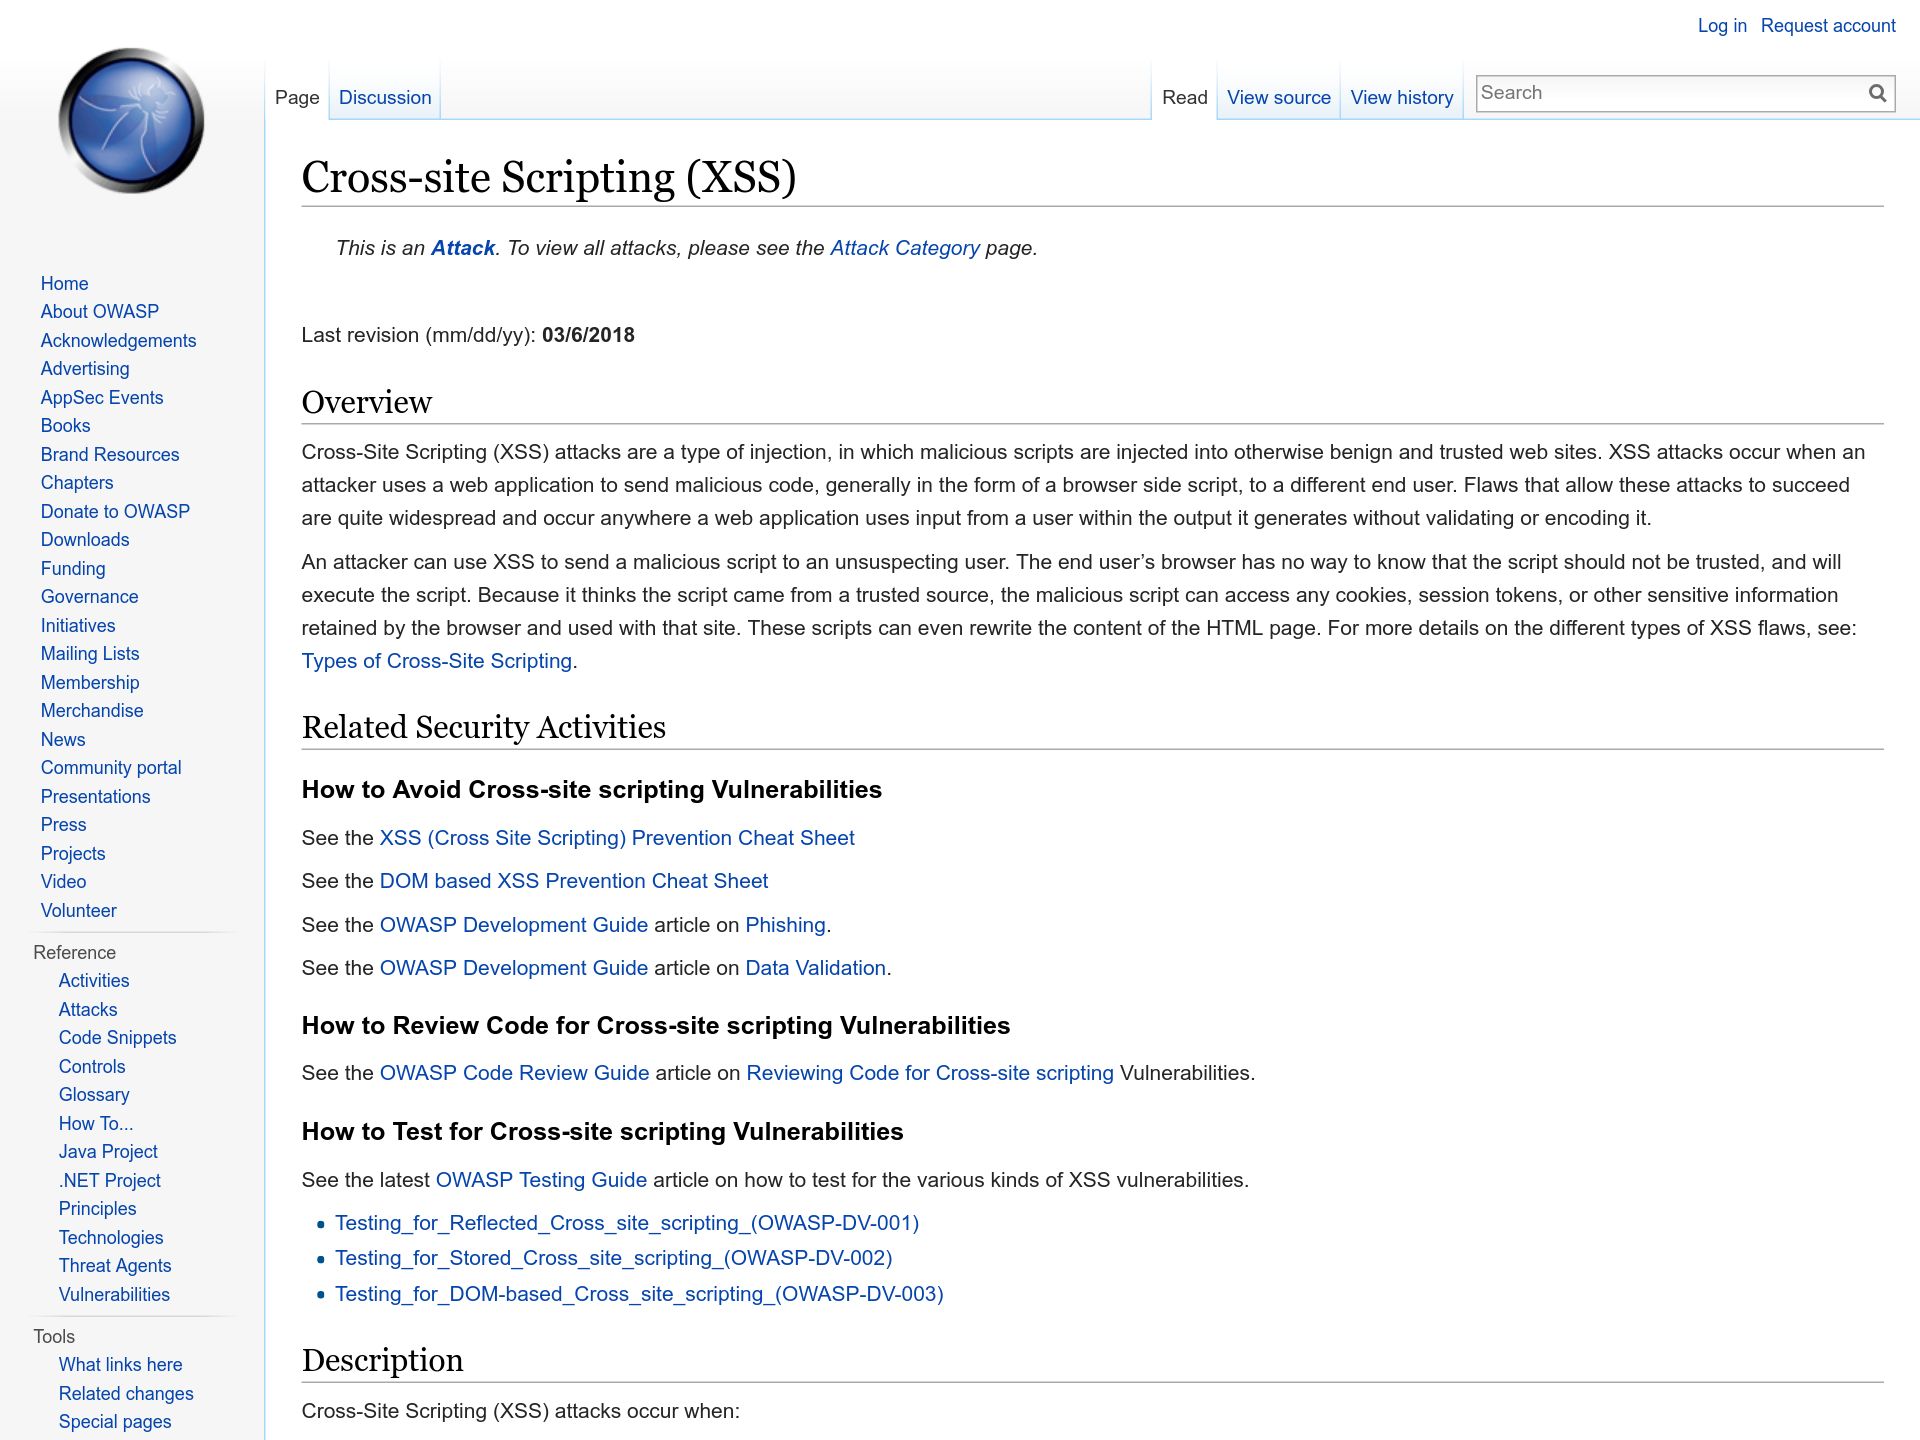 Log in Request account
Page Discussion Read View source View history Search
Cross-site Scripting (XSS)
This is an Attack. To view all attacks, please see the Attack Category page.
Last revision (mm/dd/yy): 03/6/2018
Overview
Cross-Site Scripting (XSS) attacks are a type of injection, in which malicious scripts are injected into otherwise benign and trusted web sites. XSS attacks occur when an
attacker uses a web application to send malicious code, generally in the form of a browser side script, to a different end user. Flaws that allow these attacks to succeed
are quite widespread and occur anywhere a web application uses input from a user within the output it generates without validating or encoding it.
An attacker can use XSS to send a malicious script to an unsuspecting user. The end user’s browser has no way to know that the script should not be trusted, and will
execute the script. Because it thinks the script came from a trusted source, the malicious script can access any cookies, session tokens, or other sensitive information
retained by the browser and used with that site. These scripts can even rewrite the content of the HTML page. For more details on the different types of XSS flaws, see:
Types of Cross-Site Scripting.
Related Security Activities
How to Avoid Cross-site scripting Vulnerabilities
See the XSS (Cross Site Scripting) Prevention Cheat Sheet
See the DOM based XSS Prevention Cheat Sheet
See the OWASP Development Guide article on Phishing.
See the OWASP Development Guide article on Data Validation.
How to Review Code for Cross-site scripting Vulnerabilities
See the OWASP Code Review Guide article on Reviewing Code for Cross-site scripting Vulnerabilities.
How to Test for Cross-site scripting Vulnerabilities
See the latest OWASP Testing Guide article on how to test for the various kinds of XSS vulnerabilities.
Testing_for_Reflected_Cross_site_scripting_(OWASP-DV-001)
Testing_for_Stored_Cross_site_scripting_(OWASP-DV-002)
Testing_for_DOM-based_Cross_site_scripting_(OWASP-DV-003)
Description
Cross-Site Scripting (XSS) attacks occur when:
Home
About OWASP
Acknowledgements
Advertising
AppSec Events
Books
Brand Resources
Chapters
Donate to OWASP
Downloads
Funding
Governance
Initiatives
Mailing Lists
Membership
Merchandise
News
Community portal
Presentations
Press
Projects
Video
Volunteer
Reference
Activities
Attacks
Code Snippets
Controls
Glossary
How To...
Java Project
.NET Project
Principles
Technologies
Threat Agents
Vulnerabilities
Tools
What links here
Related changes
Special pages